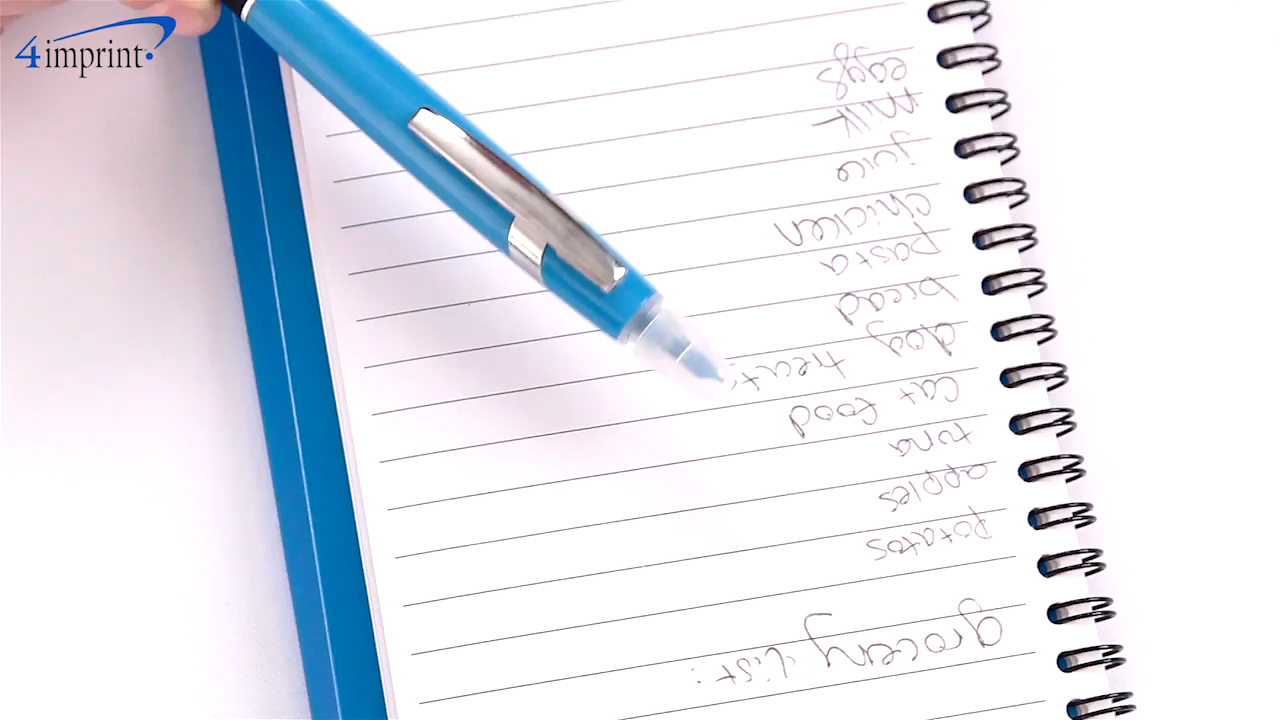 4imprint
grocery list:
potatos
apples
tuna
cat food
dog treats
bread
pasta
chicken
juice
milk
eggs